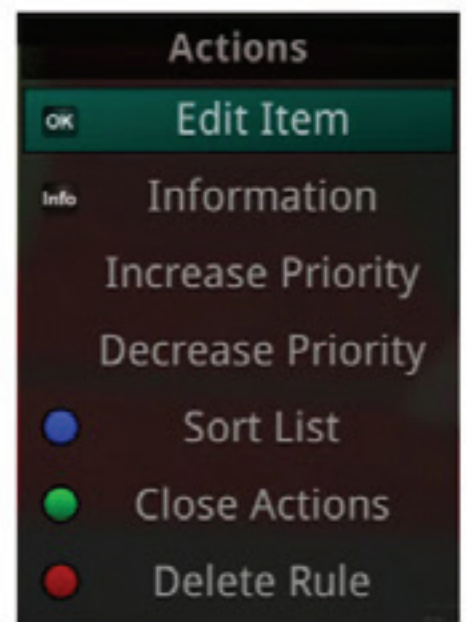 Actions
OK Edit Item
Info Information
Increase Priority
Decrease Priority
Sort List
Close Actions
Delete Rule